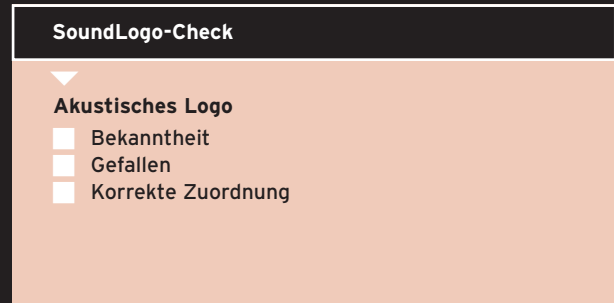 SoundLogo-Check
Akustisches Logo
Bekanntheit
Gefallen
Korrekte Zuordnung